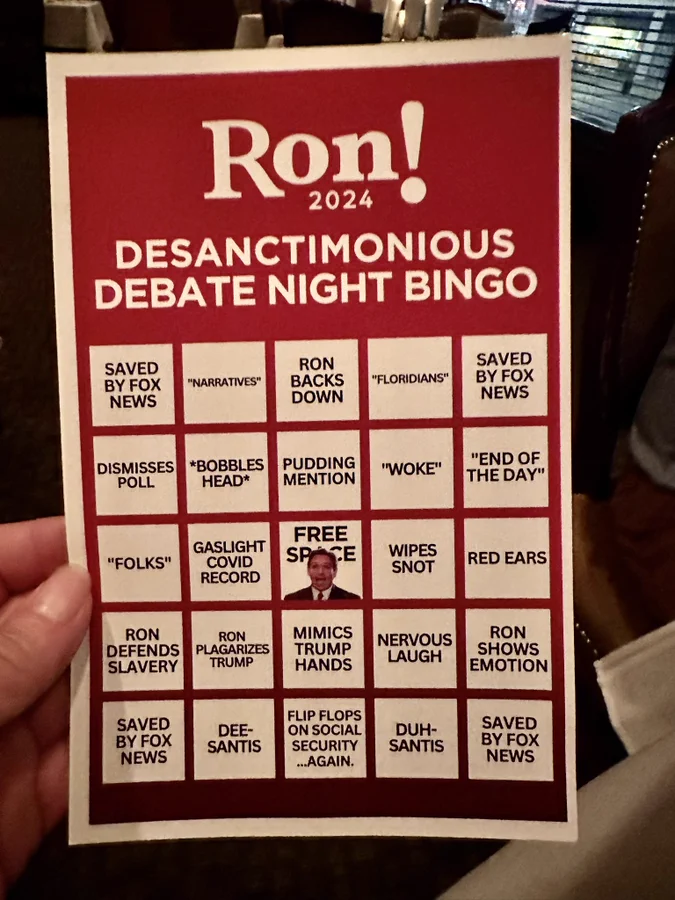 Ron!
2024
DESANCTIMONIOUS
DEBATE NIGHT BINGO
SAVED
BY FOX
NEWS
"NARRATIVES"
RON
BACKS
DOWN
"FLORIDIANS"
SAVED
BY FOX
NEWS
DISMISSES
POLL
*BOBBLES
HEAD*
PUDDING
MENTION
"WOKE"
"END OF
THE DAY"
"FOLKS"
GASLIGHT
COVID
RECORD
FREE
SPACE
WIPES
SNOT
RED EARS
RON
DEFENDS
SLAVERY
RON
PLAGARIZES
TRUMP
MIMICS
TRUMP
HANDS
NERVOUS
LAUGH
RON
SHOWS
EMOTION
SAVED
BY FOX
NEWS
DEE-
SANTIS
FLIP FLOPS
ON SOCIAL
SECURITY
...AGAIN.
DUH-
SANTIS
SAVED
BY FOX
NEWS